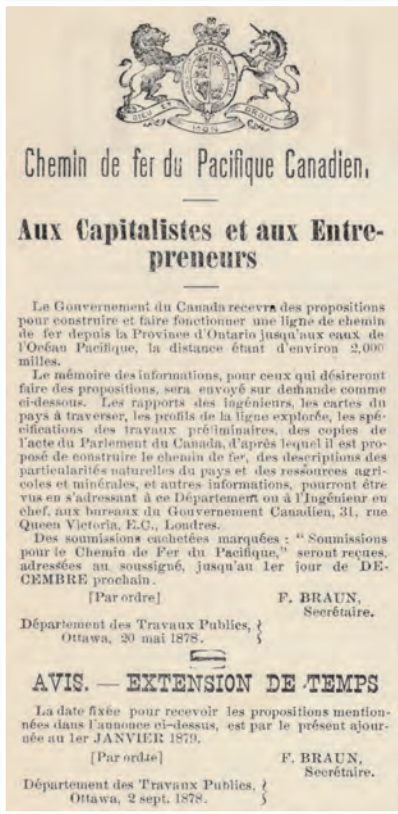 DIEU ET MON DROIT
Chemin de fer du Pacifique Canadien.
Aux Capitalistes et aux Entre-
preneurs
Le Gouvernement du Canada recevra des propositions
pour construire et faire fonctionner une ligne de chemin
de fer depuis la Province d'Ontario jusqu'aux eaux de
l'Océan Pacifique, la distance étant d'environ 2,000
milles.
Le mémoire des informations, pour ceux qui désireront
faire des propositions, sera envoyé sur demande comme
ci-dessous. Les rapports des ingénieurs, les cartes du
pays à traverser, les profils de la ligne explorée, les spé-
cifications des travaux préliminaires, des copies de
l'acte du Parlement du Canada, d'après lequel il est pro-
posé de construire le chemin de fer, des descriptions des
particularités naturelles du pays et des ressources agri-
coles et minérales, et autres informations, pourront être
vus en s'adressant à ce Département ou à l'Ingénieur en
chef, aux bureaux du Gouvernement Canadien, 31, rue
Queen Victoria, E.C., Londres.
Des soumissions cachetées marquées : “ Soumissions
pour le Chemin de Fer du Pacifique,” seront reçues,
adressées au soussigné, jusqu'au 1er jour de DE-
CEMBRE prochain.
[Par ordre] F. BRAUN,
Secrétaire.
Département des Travaux Publics, }
Ottawa, 20 mai 1878. }
AVIS. — EXTENSION DE TEMPS
La date fixée pour recevoir les propositions mention-
nées dans l'annonce ci-dessus, est par le présent ajour-
née au 1er JANVIER 1879.
[Par ordre] F. BRAUN,
Secrétaire.
Département des Travaux Publics, }
Ottawa, 2 sept. 1878. }